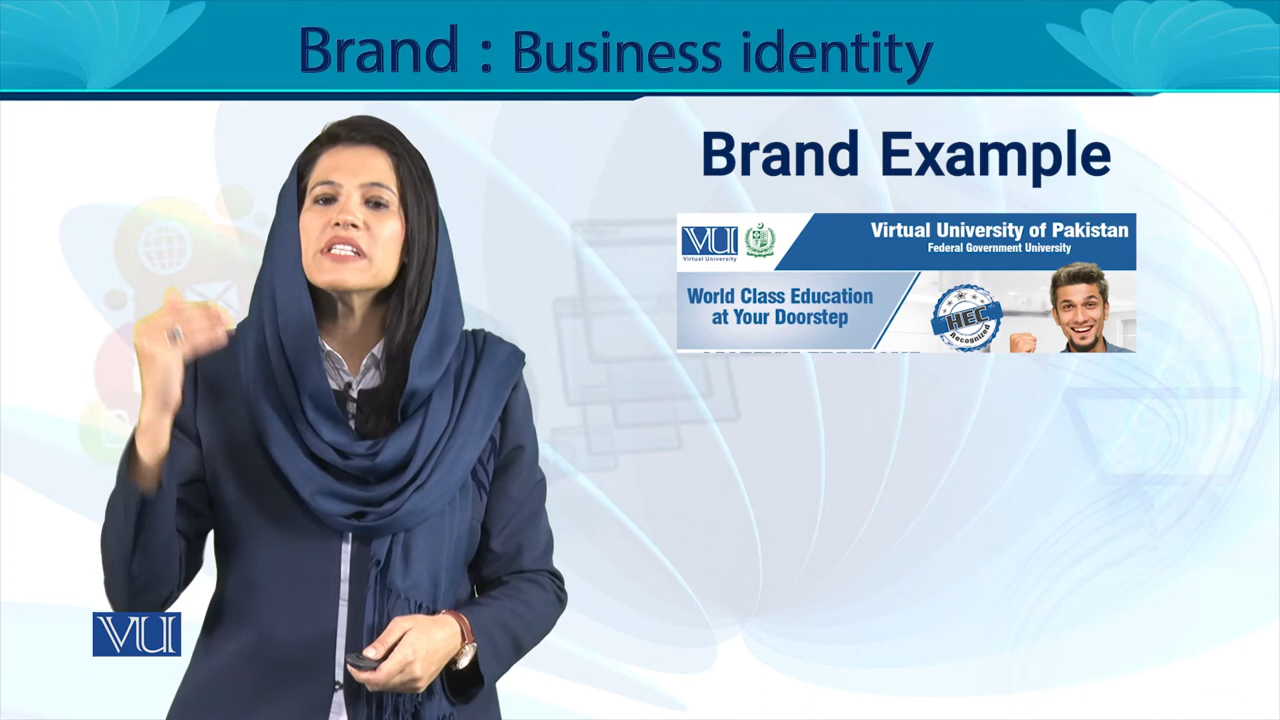 Brand : Business identity
Brand Example
VU
Virtual University
Virtual University of Pakistan
Federal Government University
World Class Education
at Your Doorstep
HEC
Recognized
VU